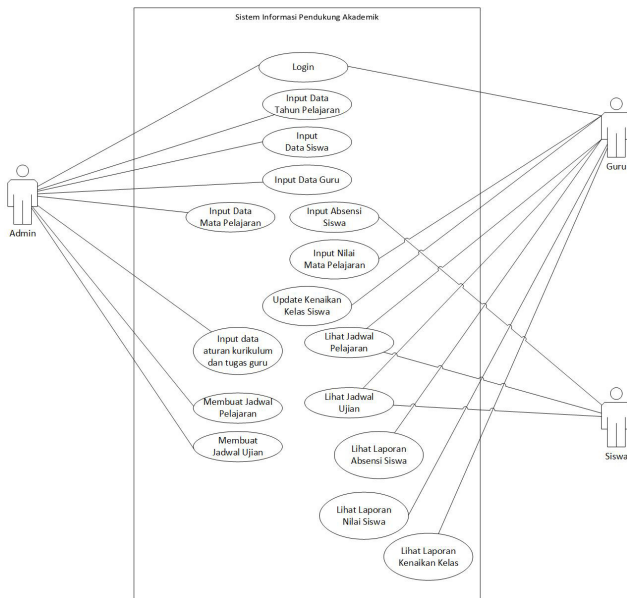 Sistem Informasi Pendukung Akademik
Login
Input Data
Tahun Pelajaran
Input
Data Siswa
Input Data Guru
Input Data
Mata Pelajaran
Input Absensi
Siswa
Input Nilai
Mata Pelajaran
Update Kenaikan
Kelas Siswa
Input data
aturan kurikulum
dan tugas guru
Lihat Jadwal
Pelajaran
Membuat Jadwal
Pelajaran
Lihat Jadwal
Ujian
Membuat
Jadwal Ujian
Lihat Laporan
Absensi Siswa
Lihat Laporan
Nilai Siswa
Lihat Laporan
Kenaikan Kelas
Admin
Guru
Siswa